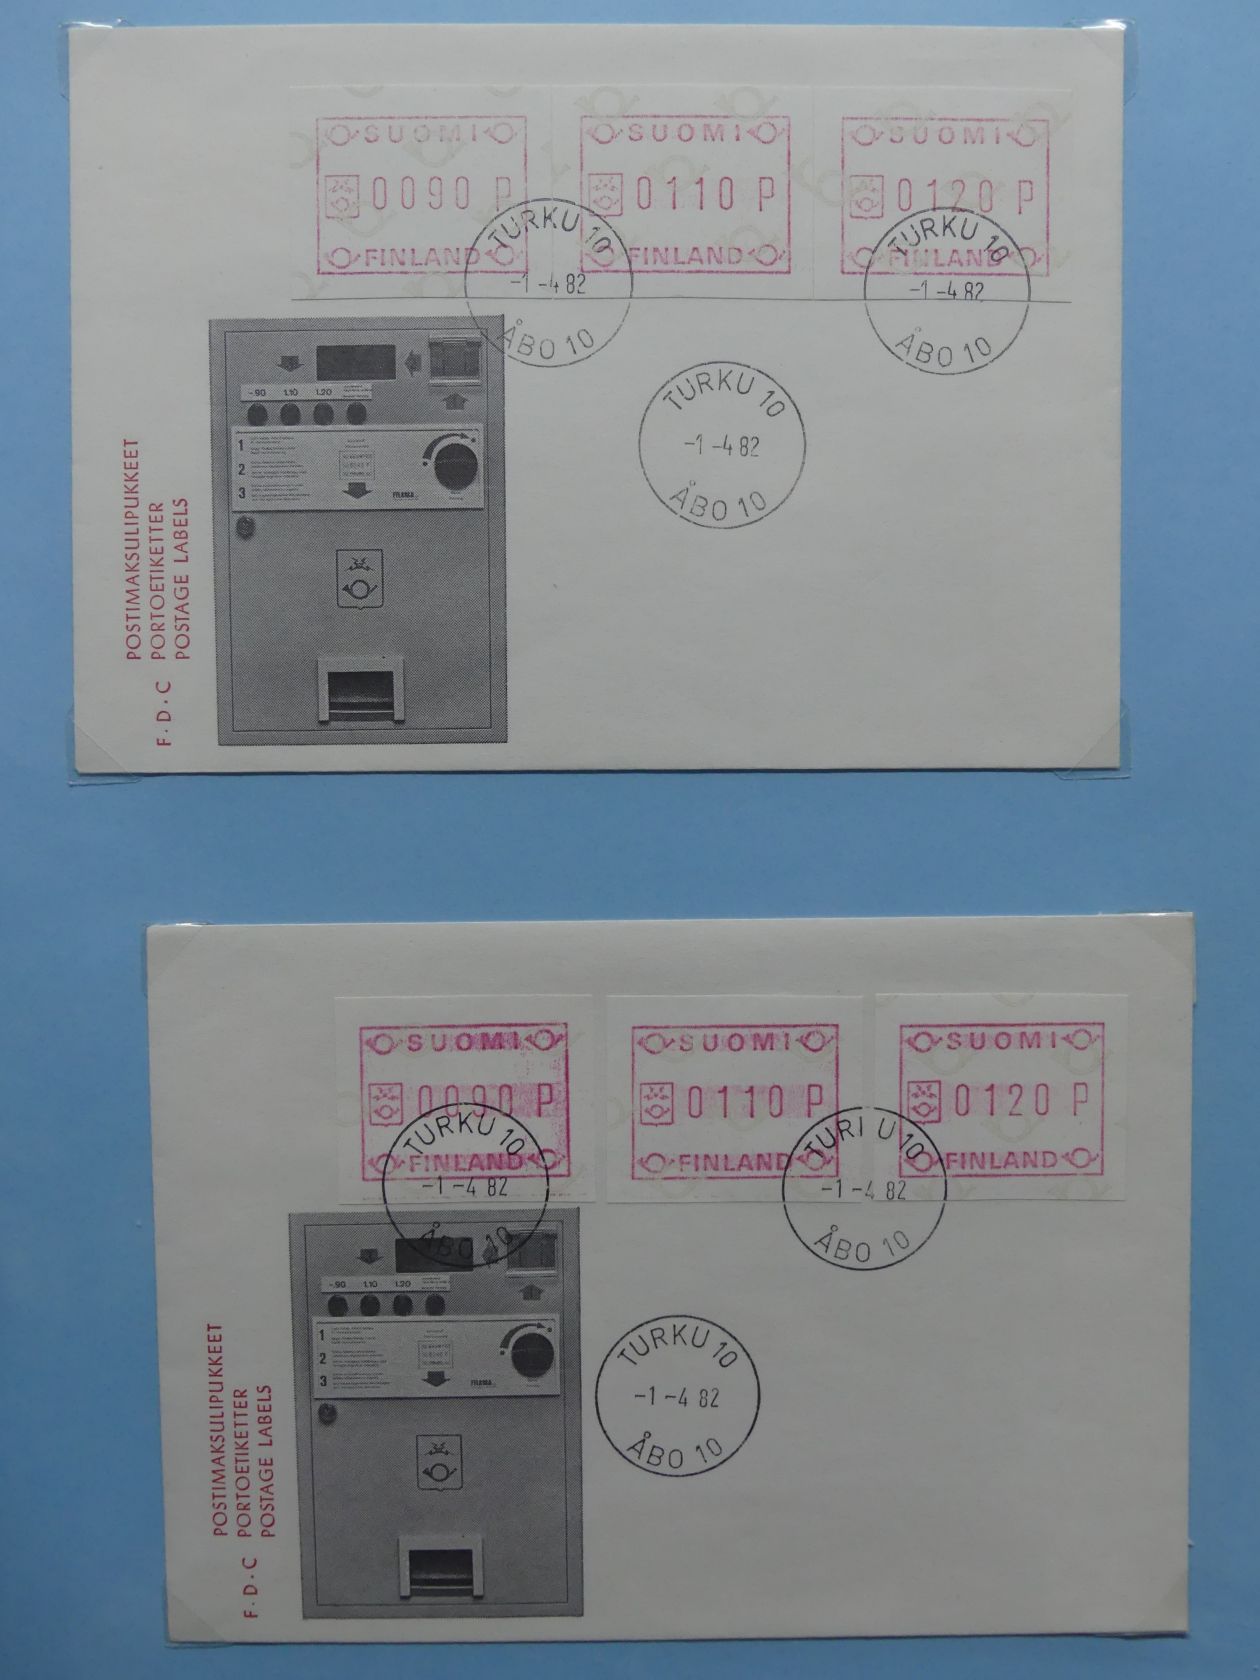 SUOMI
0090 P
FINLAND
SUOMI
0110 P
FINLAND
SUOMI
0120 P
FINLAND
TURKU 10
-1 -4 82
ÅBO 10
TURKU 10
-1 -4 82
ÅBO 10
TURKU 10
-1 -4 82
ÅBO 10
-.90 1.10 1.20
1
2
3
POSTIMAKSULIPUKKEET
F.D.C PORTOETIKETTER
POSTAGE LABELS
SUOMI
0090 P
FINLAND
SUOMI
0110 P
FINLAND
SUOMI
0120 P
FINLAND
TURKU 10
-1 -4 82
ÅBO 10
TURI U 10
-1 -4 82
ÅBO 10
TURKU 10
-1 -4 82
ÅBO 10
-.90 1.10 1.20
1
2
3
POSTIMAKSULIPUKKEET
F.D.C PORTOETIKETTER
POSTAGE LABELS